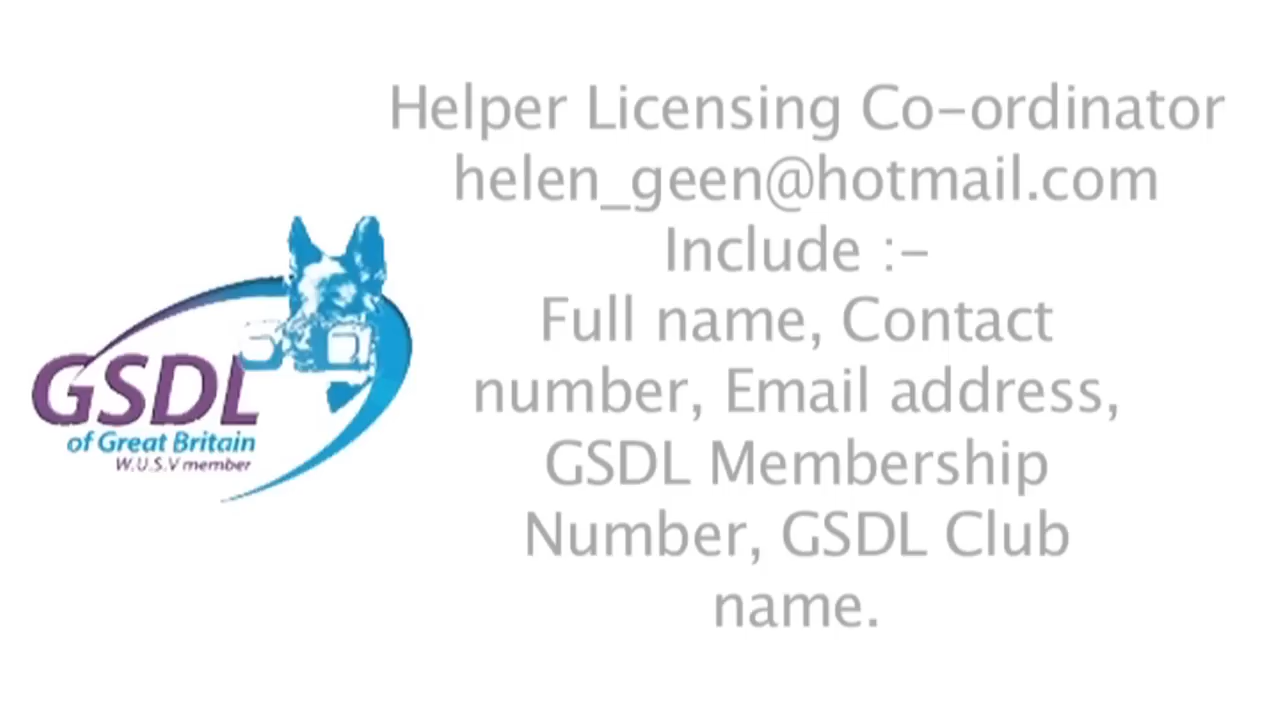 Helper Licensing Co-ordinator
helen_geen@hotmail.com
Include :-
Full name, Contact
number, Email address,
GSDL Membership
Number, GSDL Club
name.
GSDL
of Great Britain
W.U.S.V member